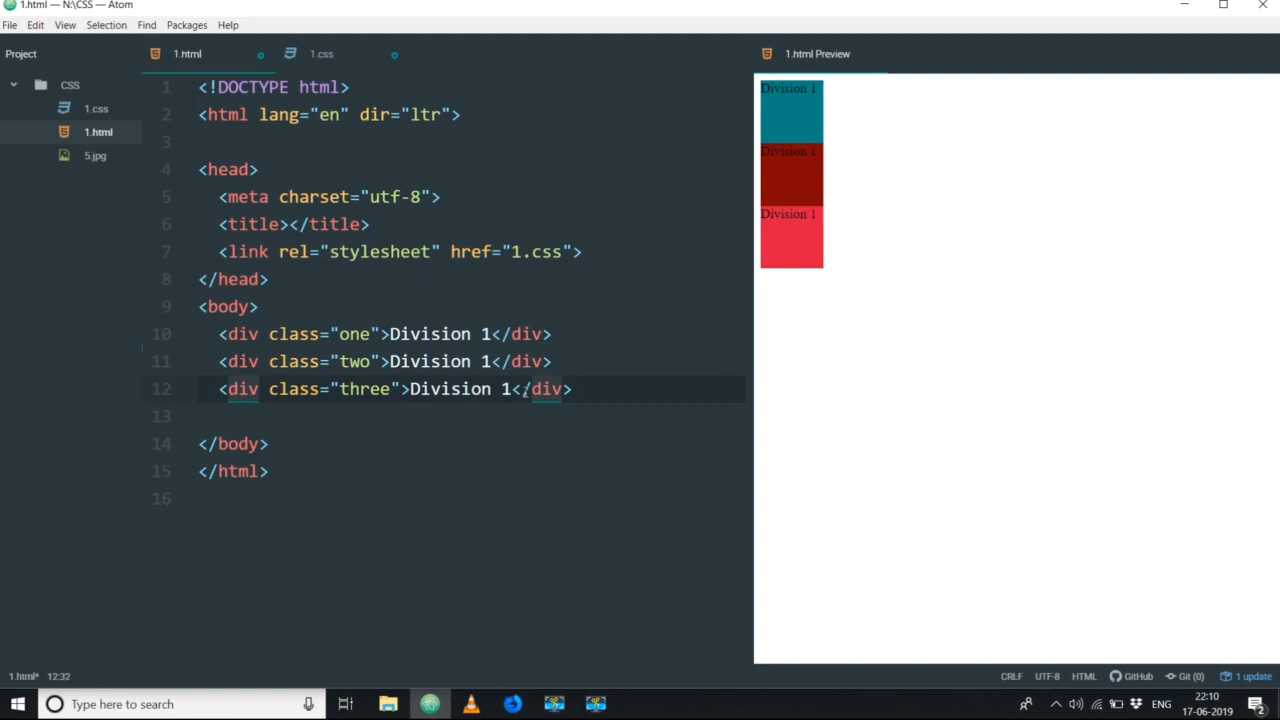 1.html — N:\CSS — Atom
File Edit View Selection Find Packages Help
Project
1.html
1.css
1.html Preview
CSS
1.css
1.html
5.jpg
1 <!DOCTYPE html>
2 <html lang="en" dir="ltr">
3
4 <head>
5 <meta charset="utf-8">
6 <title></title>
7 <link rel="stylesheet" href="1.css">
8 </head>
9 <body>
10 <div class="one">Division 1</div>
11 <div class="two">Division 1</div>
12 <div class="three">Division 1</div>
13
14 </body>
15 </html>
16
Division 1
Division 1
Division 1
1.html* 12:32
CRLF UTF-8 HTML GitHub Git (0) 1 update
Type here to search
ENG
22:10
17-06-2019
2